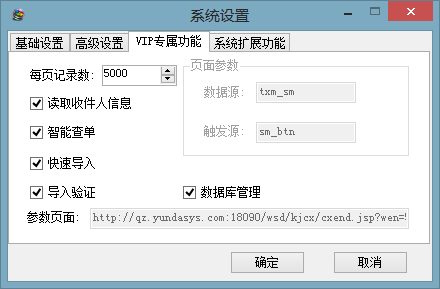 系统设置
基础设置 高级设置 VIP专属功能 系统扩展功能
每页记录数: 5000
页面参数
数据源: txm_sm
读取收件人信息
触发源: sm_btn
智能查单
快速导入
导入验证 数据库管理
参数页面: http://qz.yundasys.com:18090/wsd/kjcx/cxend.jsp?wen=
确定 取消